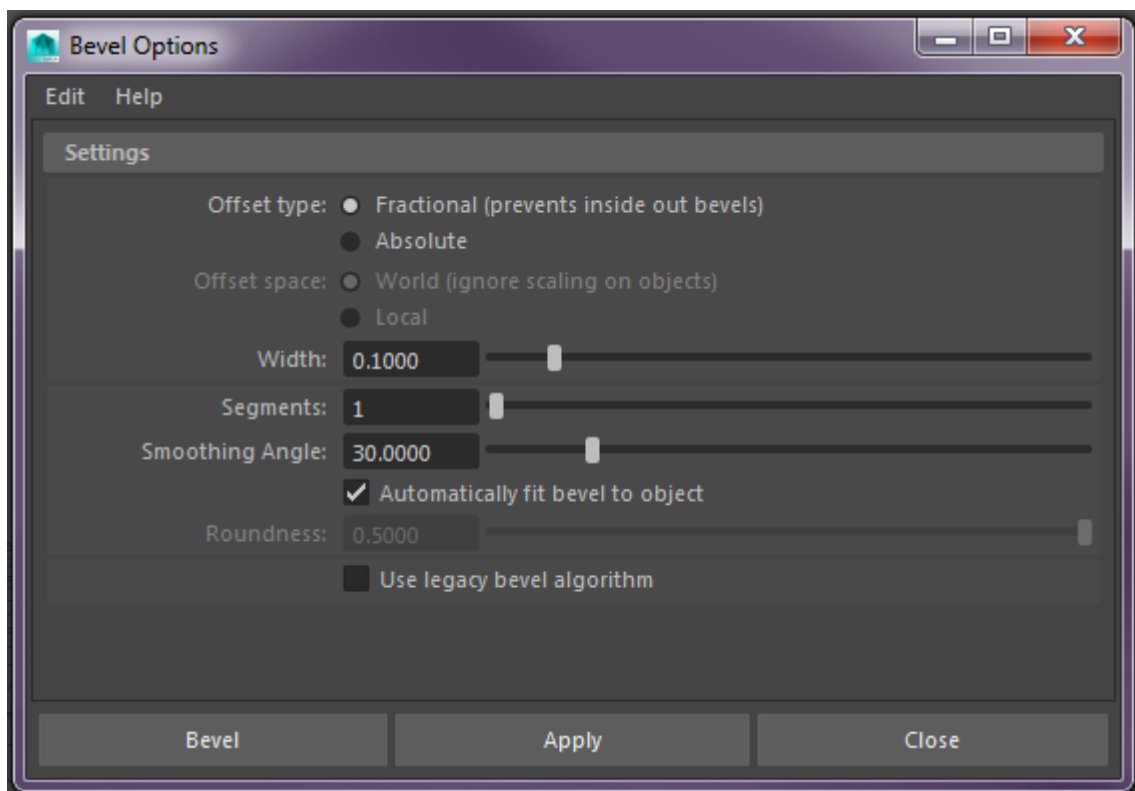 Bevel Options
Edit Help
Settings
Offset type: Fractional (prevents inside out bevels)
Absolute
Offset space: World (ignore scaling on objects)
Local
Width: 0.1000
Segments: 1
Smoothing Angle: 30.0000
Automatically fit bevel to object
Roundness: 0.5000
Use legacy bevel algorithm
Bevel Apply Close